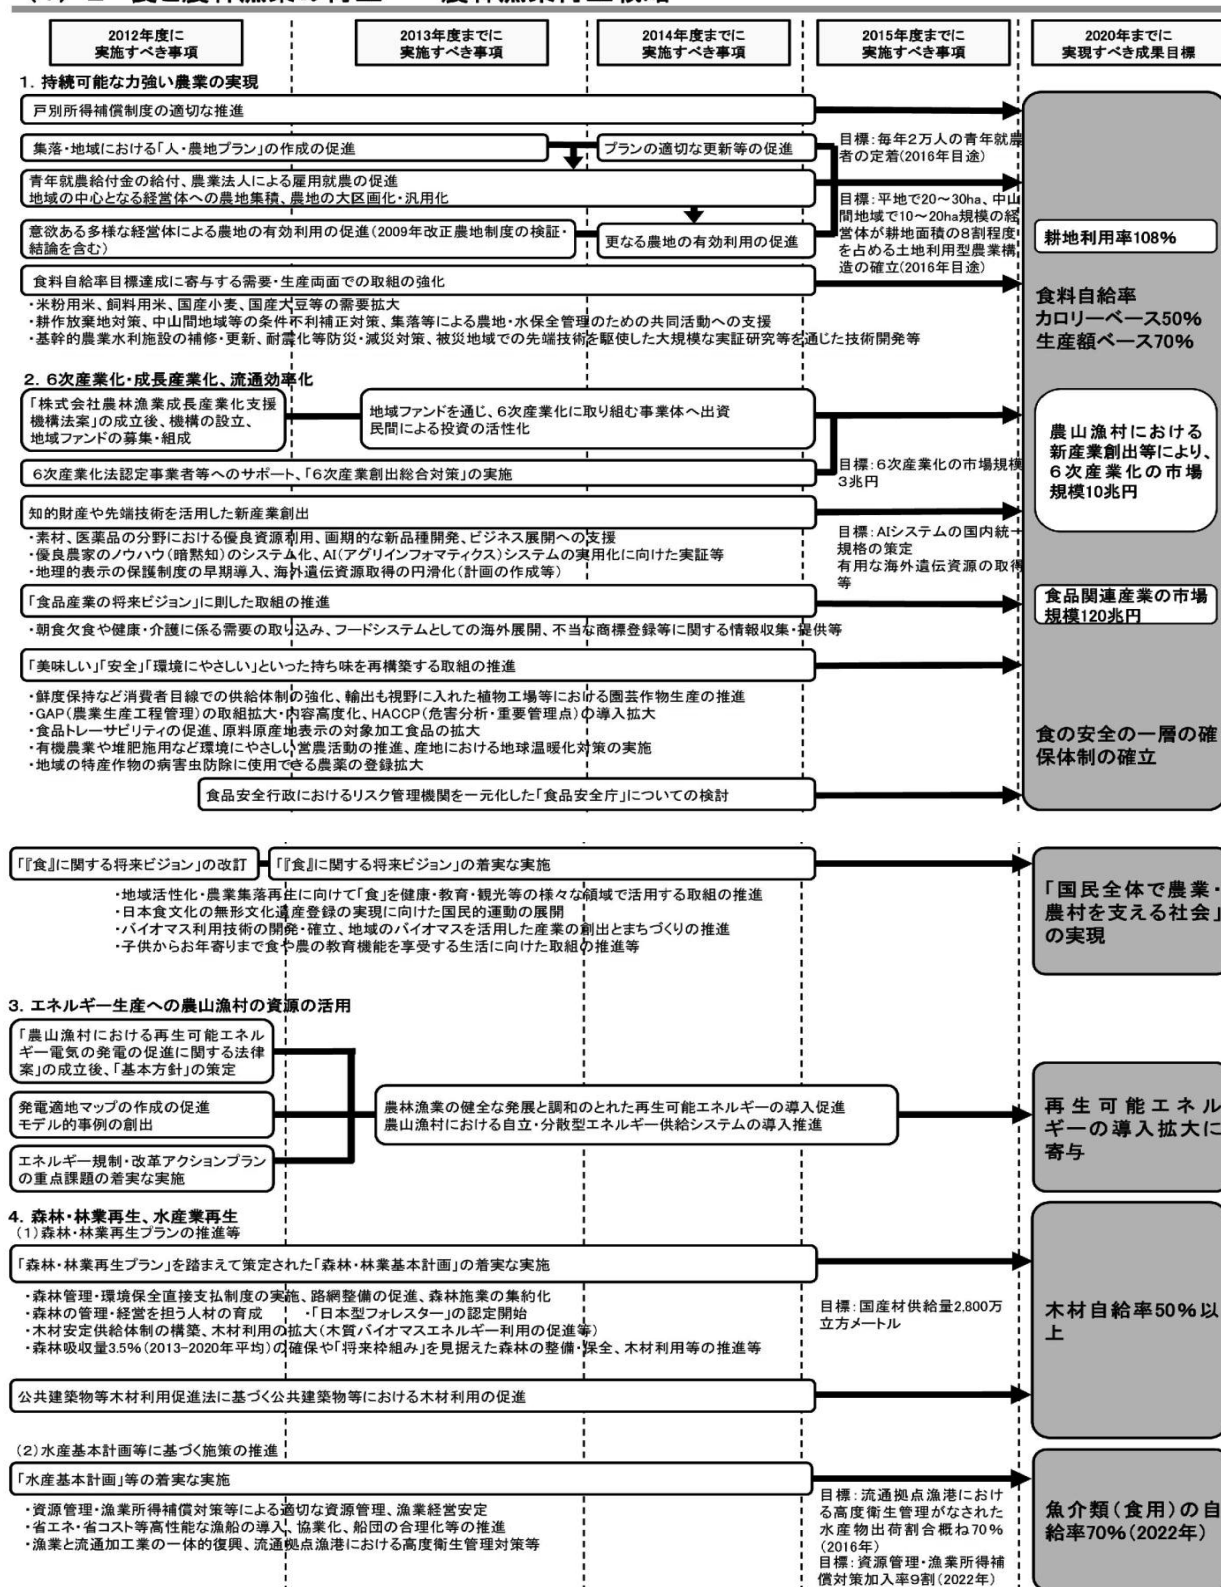 2012年度に
実施すべき事項
2013年度までに
実施すべき事項
2014年度までに
実施すべき事項
2015年度までに
実施すべき事項
2020年までに
実現すべき成果目標
1．持続可能な力強い農業の実現
戸別所得補償制度の適切な推進
集落・地域における「人・農地プラン」の作成の促進
プランの適切な更新等の促進
目標：毎年2万人の青年就農
者の定着(2016年目途)
青年就農給付金の給付、農業法人による雇用就農の促進
地域の中心となる経営体への農地集積、農地の大区画化・汎用化
目標：平地で20～30ha、中山
間地域で10～20ha規模の経
営体が耕地面積の8割程度
を占める土地利用型農業構
造の確立(2016年目途)
意欲ある多様な経営体による農地の有効利用の促進(2009年改正農地制度の検証・
結論を含む)
更なる農地の有効利用の促進
耕地利用率108%
食料自給率目標達成に寄与する需要・生産両面での取組の強化
・米粉用米、飼料用米、国産小麦、国産大豆等の需要拡大
・耕作放棄地対策、中山間地域等の条件不利補正対策、集落等による農地・水保全管理のための共同活動への支援
・基幹的農業水利施設の補修・更新、耐震化等防災・減災対策、被災地域での先端技術を駆使した大規模な実証研究等を通じた技術開発等
食料自給率
カロリーベース50%
生産額ベース70%
2．6次産業化・成長産業化、流通効率化
「株式会社農林漁業成長産業化支援
機構法案」の成立後、機構の設立、
地域ファンドの募集・組成
地域ファンドを通じ、6次産業化に取り組む事業体へ出資
民間による投資の活性化
農山漁村における
新産業創出等により、
6次産業化の市場
規模10兆円
6次産業化法認定事業者等へのサポート、「6次産業創出総合対策」の実施
目標：6次産業化の市場規模
3兆円
知的財産や先端技術を活用した新産業創出
・素材、医薬品の分野における優良資源利用、画期的な新品種開発、ビジネス展開への支援
・優良農家のノウハウ(暗黙知)のシステム化、AI(アグリインフォマティクス)システムの実用化に向けた実証等
・地理的表示の保護制度の早期導入、海外遺伝資源取得の円滑化(計画の作成等)
目標：AIシステムの国内統一
規格の策定
有用な海外遺伝資源の取得
等
「食品産業の将来ビジョン」に則した取組の推進
・朝食欠食や健康・介護に係る需要の取り込み、フードシステムとしての海外展開、不当な商標登録等に関する情報収集・提供等
食品関連産業の市場
規模120兆円
「美味しい」「安全」「環境にやさしい」といった持ち味を再構築する取組の推進
・鮮度保持など消費者目線での供給体制の強化、輸出も視野に入れた植物工場等における園芸作物生産の推進
・GAP(農業生産工程管理)の取組拡大・内容高度化、HACCP(危害分析・重要管理点)の導入拡大
・食品トレーサビリティの促進、原料原産地表示の対象加工食品の拡大
・有機農業や堆肥施用など環境にやさしい営農活動の推進、産地における地球温暖化対策の実施
・地域の特産作物の病害虫防除に使用できる農薬の登録拡大
食の安全の一層の確
保体制の確立
食品安全行政におけるリスク管理機関を一元化した「食品安全庁」についての検討
「『食』に関する将来ビジョン」の改訂
「『食』に関する将来ビジョン」の着実な実施
・地域活性化・農業集落再生に向けて「食」を健康・教育・観光等の様々な領域で活用する取組の推進
・日本食文化の無形文化遺産登録の実現に向けた国民的運動の展開
・バイオマス利用技術の開発・確立、地域のバイオマスを活用した産業の創出とまちづくりの推進
・子供からお年寄りまで食や農の教育機能を享受する生活に向けた取組の推進等
「国民全体で農業・
農村を支える社会」
の実現
3．エネルギー生産への農山漁村の資源の活用
「農山漁村における再生可能エネル
ギー電気の発電の促進に関する法律
案」の成立後、「基本方針」の策定
発電適地マップの作成の促進
モデル的事例の創出
エネルギー規制・改革アクションプラン
の重点課題の着実な実施
農林漁業の健全な発展と調和のとれた再生可能エネルギーの導入促進
農山漁村における自立・分散型エネルギー供給システムの導入推進
再生可能エネル
ギーの導入拡大に
寄与
4．森林・林業再生、水産業再生
(1)森林・林業再生プランの推進等
「森林・林業再生プラン」を踏まえて策定された「森林・林業基本計画」の着実な実施
・森林管理・環境保全直接支払制度の実施、路網整備の促進、森林施業の集約化
・森林の管理・経営を担う人材の育成　・「日本型フォレスター」の認定開始
・木材安定供給体制の構築、木材利用の拡大(木質バイオマスエネルギー利用の促進等)
・森林吸収量3.5%(2013-2020年平均)の確保や「将来枠組み」を見据えた森林の整備・保全、木材利用等の推進等
目標：国産材供給量2,800万
立方メートル
木材自給率50%以
上
公共建築物等木材利用促進法に基づく公共建築物等における木材利用の促進
(2)水産基本計画等に基づく施策の推進
「水産基本計画」等の着実な実施
・資源管理・漁業所得補償対策等による適切な資源管理、漁業経営安定
・省エネ・省コスト等高性能な漁船の導入、協業化、船団の合理化等の推進
・漁業と流通加工業の一体的復興、流通拠点漁港における高度衛生管理対策等
目標：流通拠点漁港におけ
る高度衛生管理がなされた
水産物出荷割合概ね70%
(2016年)
目標：資源管理・漁業所得補
償対策加入率9割(2022年)
魚介類(食用)の自
給率70%(2022年)